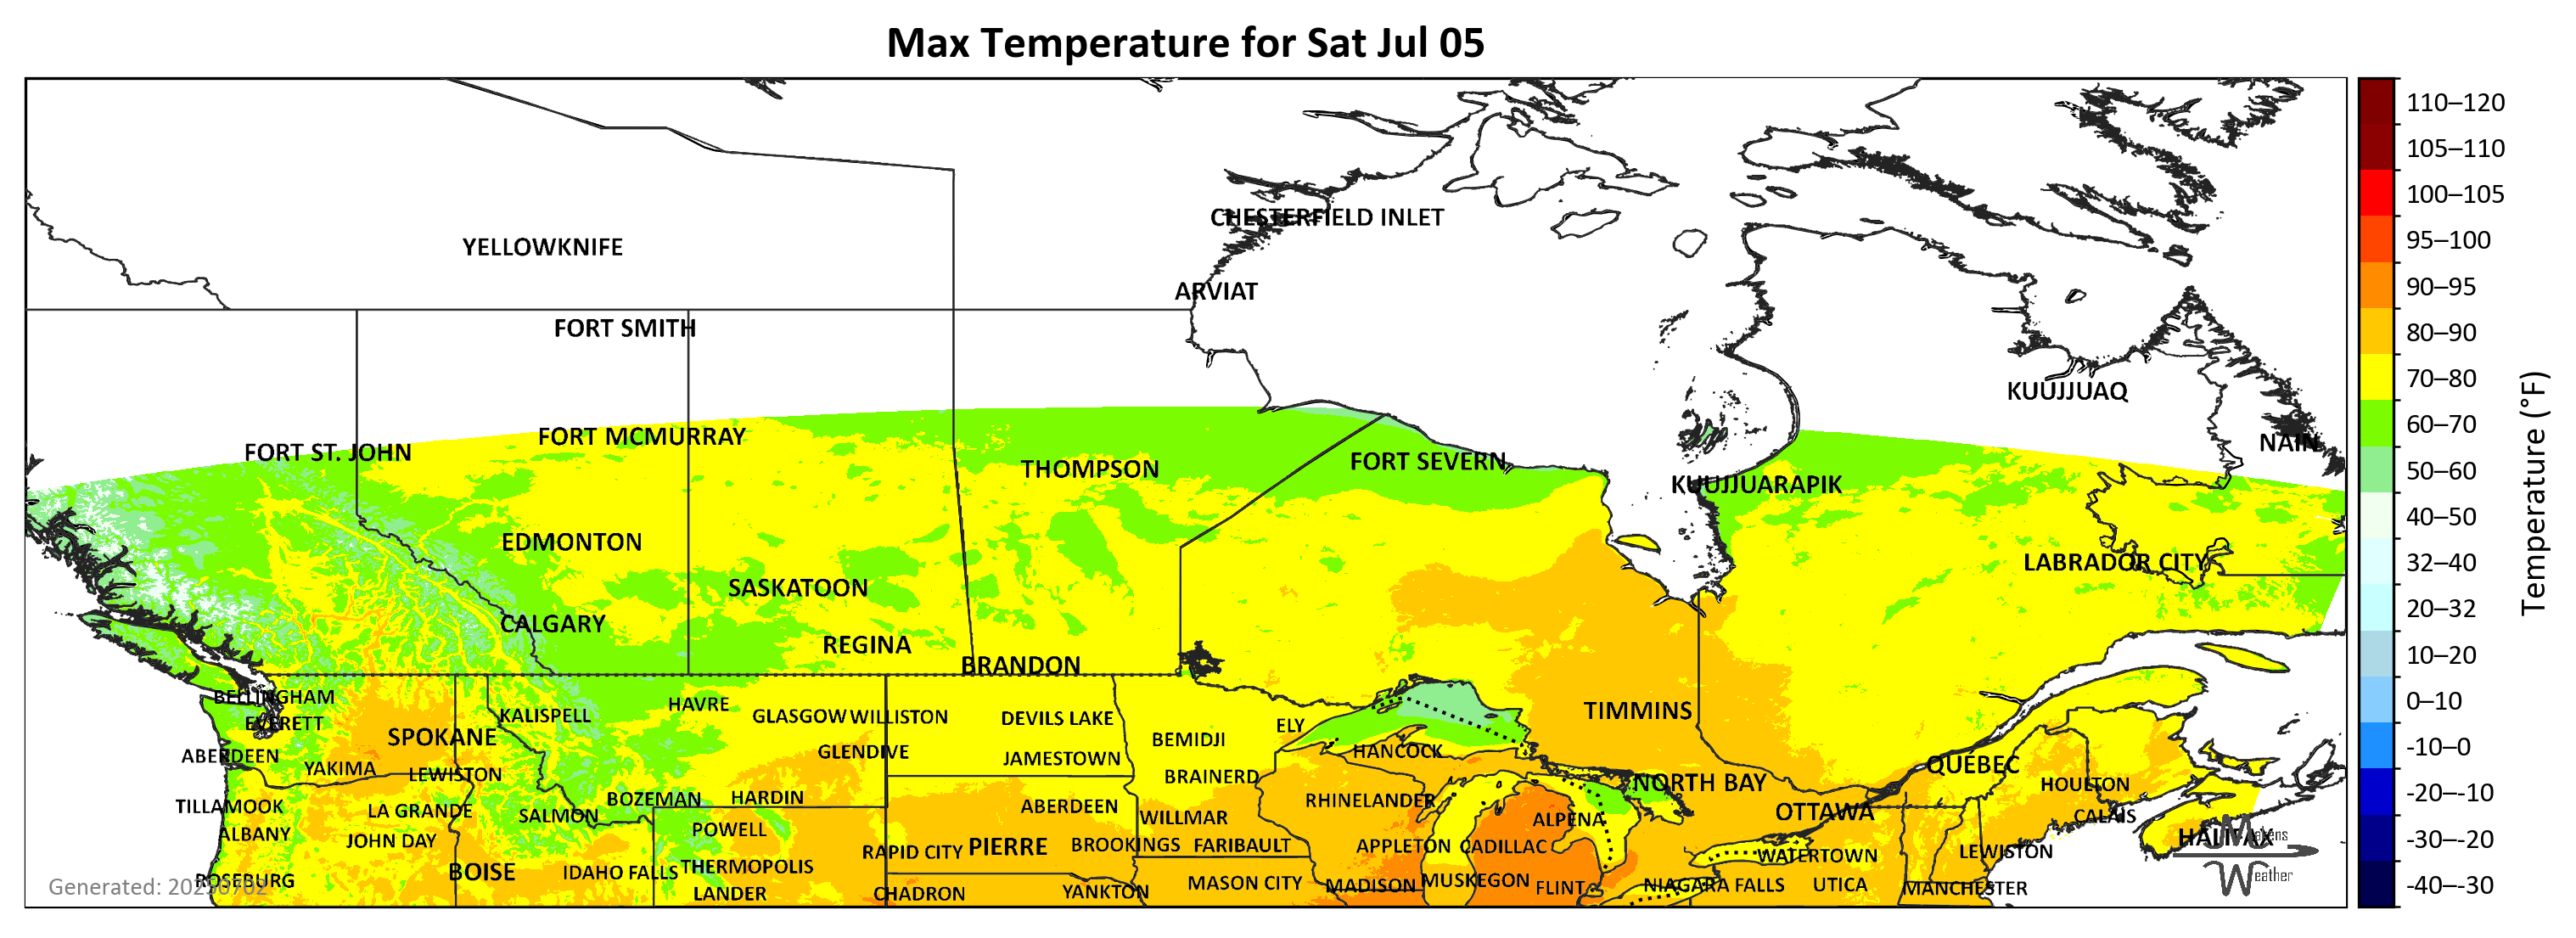 Max Temperature for Sat Jul 05
110–120
105–110
100–105
95–100
90–95
80–90
70–80
60–70
50–60
40–50
32–40
20–32
10–20
0–10
-10–0
-20–-10
-30–-20
-40–-30
Temperature (°F)
CHESTERFIELD INLET
YELLOWKNIFE
ARVIAT
FORT SMITH
KUUJJUAQ
FORT MCMURRAY
NAIN
FORT ST. JOHN
FORT SEVERN
THOMPSON
KUUJJUARAPIK
EDMONTON
LABRADOR CITY
SASKATOON
CALGARY
REGINA
BRANDON
BELLINGHAM
HAVRE
TIMMINS
KALISPELL
GLASGOW
WILLISTON
DEVILS LAKE
EVERETT
ELY
SPOKANE
BEMIDJI
GLENDIVE
HANCOCK
ABERDEEN
JAMESTOWN
QUÉBEC
YAKIMA
LEWISTON
BRAINERD
NORTH BAY
HOULTON
BOZEMAN
HARDIN
RHINELANDER
TILLAMOOK
ABERDEEN
LA GRANDE
OTTAWA
SALMON
WILLMAR
CALAIS
ALPENA
POWELL
ALBANY
HALIFAX
JOHN DAY
PIERRE
BROOKINGS
FARIBAULT
APPLETON
CADILLAC
RAPID CITY
LEWISTON
WATERTOWN
THERMOPOLIS
BOISE
IDAHO FALLS
ROSEBURG
MUSKEGON
MASON CITY
MADISON
NIAGARA FALLS
UTICA
FLINT
MANCHESTER
YANKTON
LANDER
CHADRON
Generated: 20250702
Makens
Weather